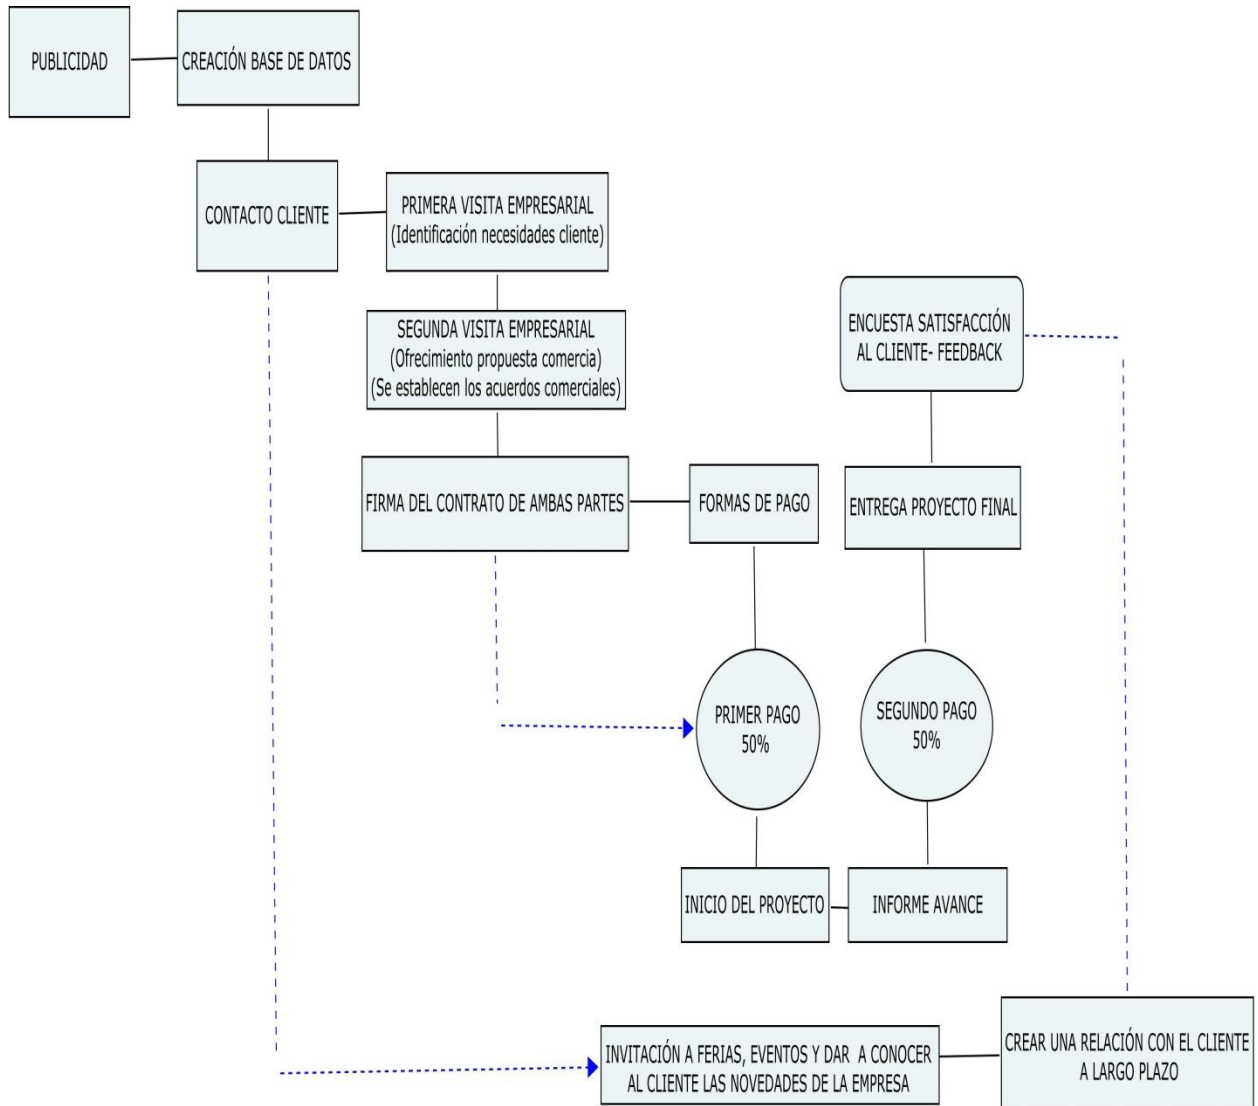 PUBLICIDAD
CREACIÓN BASE DE DATOS
CONTACTO CLIENTE
PRIMERA VISITA EMPRESARIAL
(Identificación necesidades cliente)
SEGUNDA VISITA EMPRESARIAL
(Ofrecimiento propuesta comercia)
(Se establecen los acuerdos comerciales)
FIRMA DEL CONTRATO DE AMBAS PARTES
FORMAS DE PAGO
PRIMER PAGO
50%
INICIO DEL PROYECTO
INFORME AVANCE
SEGUNDO PAGO
50%
ENTREGA PROYECTO FINAL
ENCUESTA SATISFACCIÓN
AL CLIENTE- FEEDBACK
INVITACIÓN A FERIAS, EVENTOS Y DAR A CONOCER
AL CLIENTE LAS NOVEDADES DE LA EMPRESA
CREAR UNA RELACIÓN CON EL CLIENTE
A LARGO PLAZO